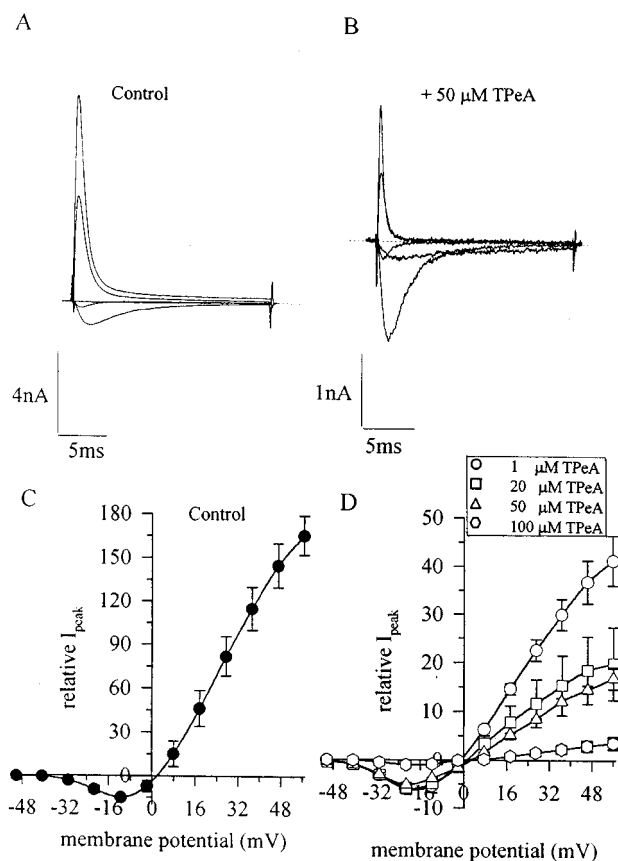 A
B
Control
+ 50 μM TPeA
4nA
5ms
1nA
5ms
C
Control
relative I_peak
180
150
120
90
60
30
0
-48 -32 -16 0 16 32 48
membrane potential (mV)
D
1 μM TPeA
20 μM TPeA
50 μM TPeA
100 μM TPeA
relative I_peak
50
40
30
20
10
0
-10
-48 -32 -16 0 16 32 48
membrane potential (mV)